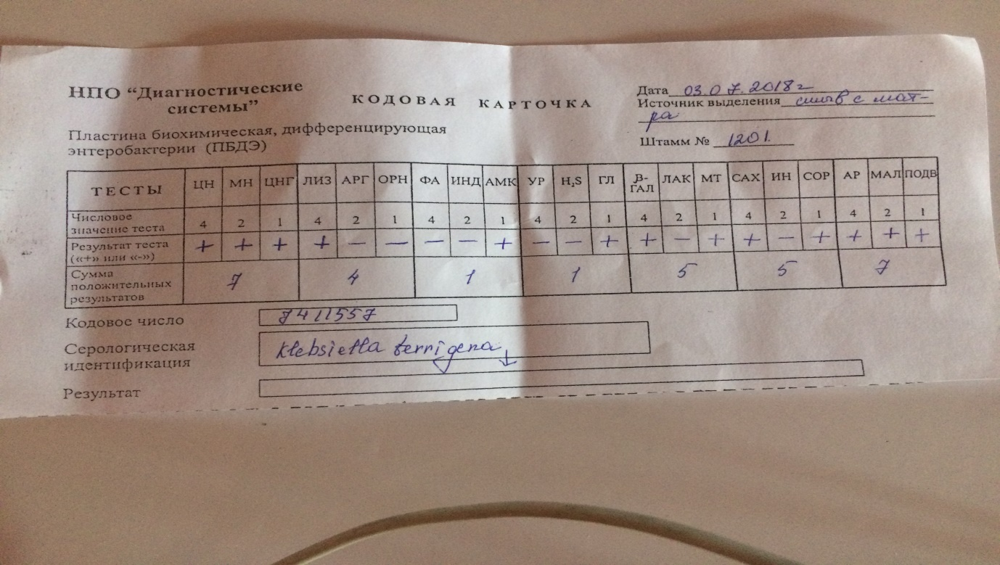 НПО “Диагностические
системы”
КОДОВАЯ КАРТОЧКА
Дата 03.07.2018г
Источник выделения смыв с мат-
ра
Пластина биохимическая, дифференцирующая
энтеробактерии (ПБДЭ)
Штамм № 1201.
ТЕСТЫ ЦН МН ЦНГ ЛИЗ АРГ ОРН ФА ИНД АМК УР H₂S ГЛ В-ГАЛ ЛАК МТ САХ ИН СОР АР МАЛ ПОДВ
Числовое
значение теста 4 2 1 4 2 1 4 2 1 4 2 1 4 2 1 4 2 1 4 2 1
Результат теста
(«+» или «-») + + + + — — — — + — — + + — + + — + + + +
Сумма
положительных
результатов 7 4 1 1 5 5 7
Кодовое число 7411557
Серологическая
идентификация Klebsiella terrigena
Результат